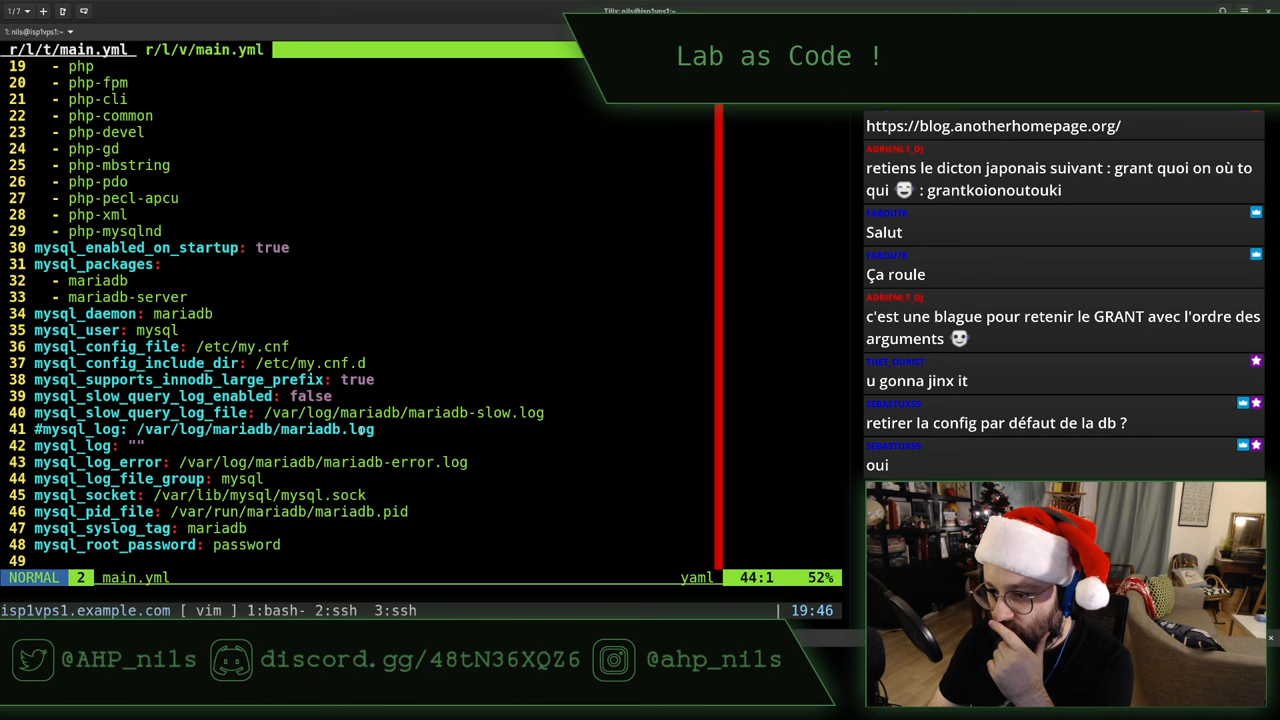 1/7
Tilix: nils@isp1vps1:~
1: nils@isp1vps1:~
r/l/t/main.yml r/l/v/main.yml
Lab as Code !
19 - php
20 - php-fpm
21 - php-cli
22 - php-common
23 - php-devel
24 - php-gd
25 - php-mbstring
26 - php-pdo
27 - php-pecl-apcu
28 - php-xml
29 - php-mysqlnd
30 mysql_enabled_on_startup: true
31 mysql_packages:
32 - mariadb
33 - mariadb-server
34 mysql_daemon: mariadb
35 mysql_user: mysql
36 mysql_config_file: /etc/my.cnf
37 mysql_config_include_dir: /etc/my.cnf.d
38 mysql_supports_innodb_large_prefix: true
39 mysql_slow_query_log_enabled: false
40 mysql_slow_query_log_file: /var/log/mariadb/mariadb-slow.log
41 #mysql_log: /var/log/mariadb/mariadb.log
42 mysql_log: ""
43 mysql_log_error: /var/log/mariadb/mariadb-error.log
44 mysql_log_file_group: mysql
45 mysql_socket: /var/lib/mysql/mysql.sock
46 mysql_pid_file: /var/run/mariadb/mariadb.pid
47 mysql_syslog_tag: mariadb
48 mysql_root_password: password
49
NORMAL 2 main.yml yaml 44:1 52%
isp1vps1.example.com [ vim ] 1:bash- 2:ssh 3:ssh | 19:46
https://blog.anotherhomepage.org/
ADRIENLT_DJ
retiens le dicton japonais suivant : grant quoi on où to
qui : grantkoionoutouki
FABOU78
Salut
FABOU78
Ça roule
ADRIENLT_DJ
c'est une blague pour retenir le GRANT avec l'ordre des
arguments
THET_OURIST
u gonna jinx it
SEBASTUX59
retirer la config par défaut de la db ?
SEBASTUX59
oui
@AHP_nils discord.gg/48tN36XQZ6 @ahp_nils